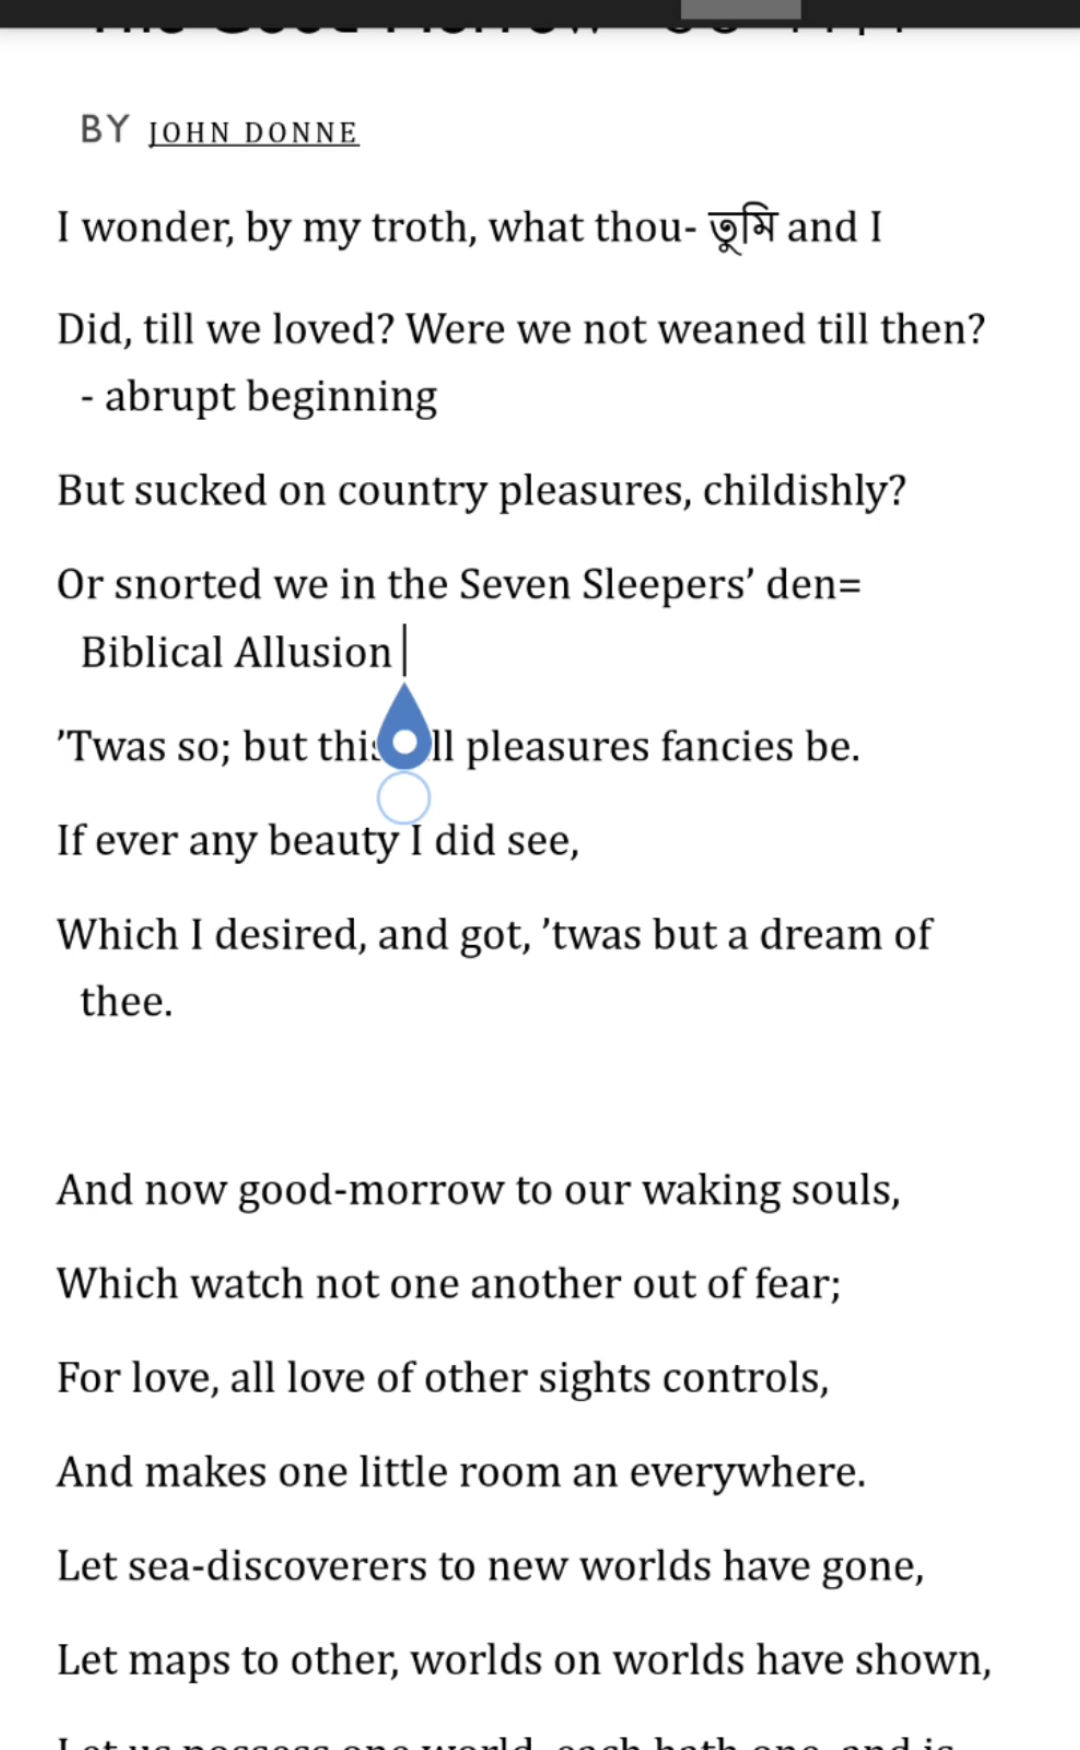 BY JOHN DONNE
I wonder, by my troth, what thou- তুমি and I
Did, till we loved? Were we not weaned till then?
- abrupt beginning
But sucked on country pleasures, childishly?
Or snorted we in the Seven Sleepers’ den=
Biblical Allusion
’Twas so; but this ll pleasures fancies be.
If ever any beauty I did see,
Which I desired, and got, ’twas but a dream of
thee.
And now good-morrow to our waking souls,
Which watch not one another out of fear;
For love, all love of other sights controls,
And makes one little room an everywhere.
Let sea-discoverers to new worlds have gone,
Let maps to other, worlds on worlds have shown,